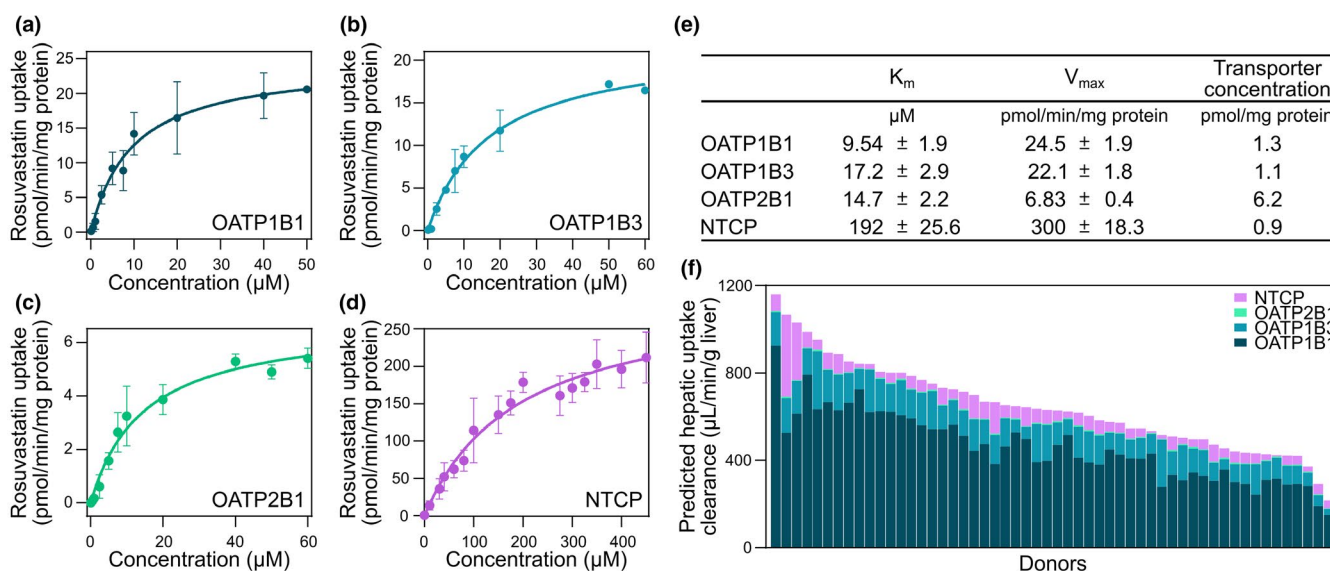 (a)
25
20
15
10
5
0
Rosuvastatin uptake
(pmol/min/mg protein)
OATP1B1
0 10 20 30 40 50
Concentration (µM)
(b)
20
15
10
5
0
Rosuvastatin uptake
(pmol/min/mg protein)
OATP1B3
0 10 20 30 40 50 60
Concentration (µM)
(c)
6
4
2
0
Rosuvastatin uptake
(pmol/min/mg protein)
OATP2B1
0 20 40 60
Concentration (µM)
(d)
250
200
150
100
50
0
Rosuvastatin uptake
(pmol/min/mg protein)
NTCP
0 100 200 300 400
Concentration (µM)
(e)
Km Vmax Transporter
concentration
µM pmol/min/mg protein pmol/mg protein
OATP1B1 9.54 ± 1.9 24.5 ± 1.9 1.3
OATP1B3 17.2 ± 2.9 22.1 ± 1.8 1.1
OATP2B1 14.7 ± 2.2 6.83 ± 0.4 6.2
NTCP 192 ± 25.6 300 ± 18.3 0.9
(f)
1200
800
400
0
Predicted hepatic uptake
clearance (µL/min/g liver)
NTCP
OATP2B1
OATP1B3
OATP1B1
Donors